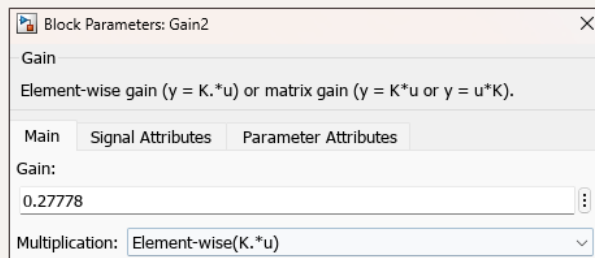 Block Parameters: Gain2
Gain
Element-wise gain (y = K.*u) or matrix gain (y = K*u or y = u*K).
Main Signal Attributes Parameter Attributes
Gain:
0.27778
Multiplication: Element-wise(K.*u)